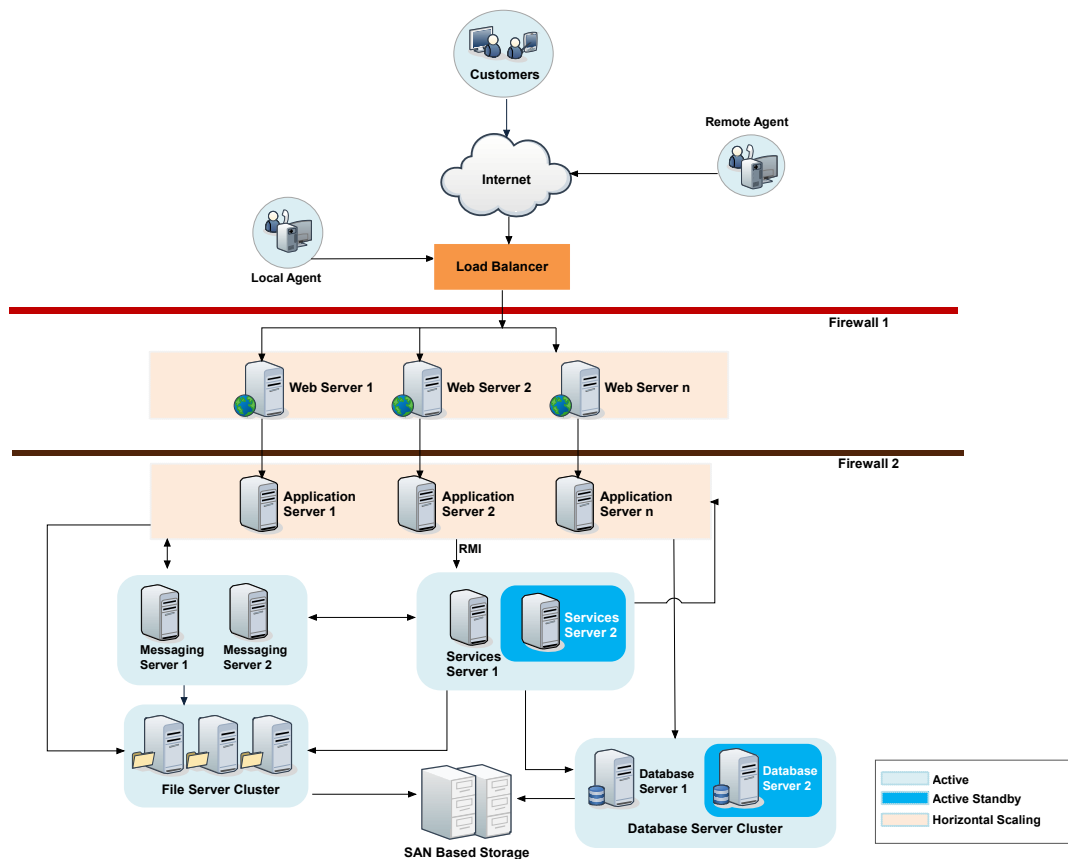 Customers
Remote Agent
Internet
Local Agent
Load Balancer
Firewall 1
Web Server 1
Web Server 2
Web Server n
Firewall 2
Application
Server 1
Application
Server 2
Application
Server n
RMI
Messaging
Server 1
Messaging
Server 2
Services
Server 1
Services
Server 2
File Server Cluster
Database
Server 1
Database
Server 2
Database Server Cluster
SAN Based Storage
Active
Active Standby
Horizontal Scaling